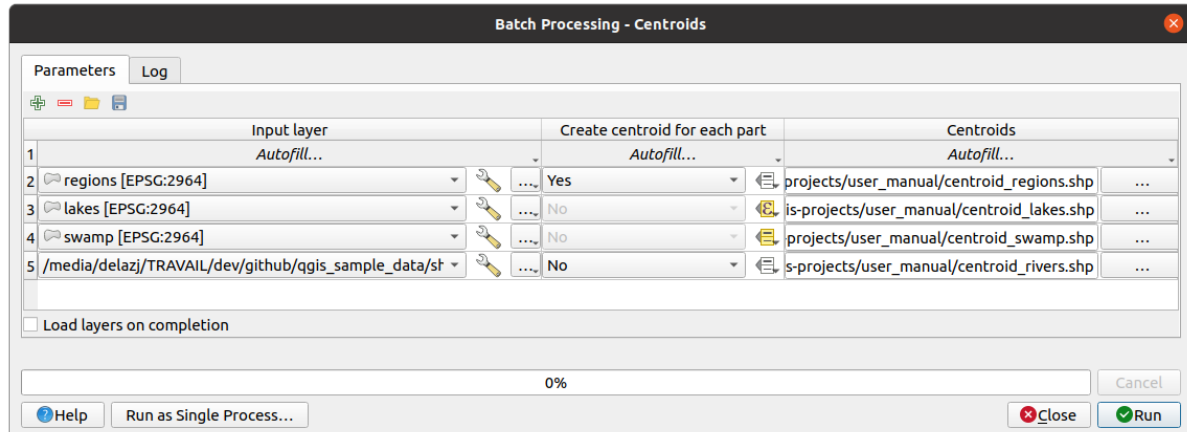 Batch Processing - Centroids
Parameters Log
Input layer Create centroid for each part Centroids
1 Autofill... Autofill... Autofill...
2 regions [EPSG:2964] ... Yes projects/user_manual/centroid_regions.shp ...
3 lakes [EPSG:2964] ... No ε is-projects/user_manual/centroid_lakes.shp ...
4 swamp [EPSG:2964] ... No projects/user_manual/centroid_swamp.shp ...
5 /media/delazj/TRAVAIL/dev/github/qgis_sample_data/sh ... No s-projects/user_manual/centroid_rivers.shp ...
Load layers on completion
0% Cancel
Help Run as Single Process... Close Run